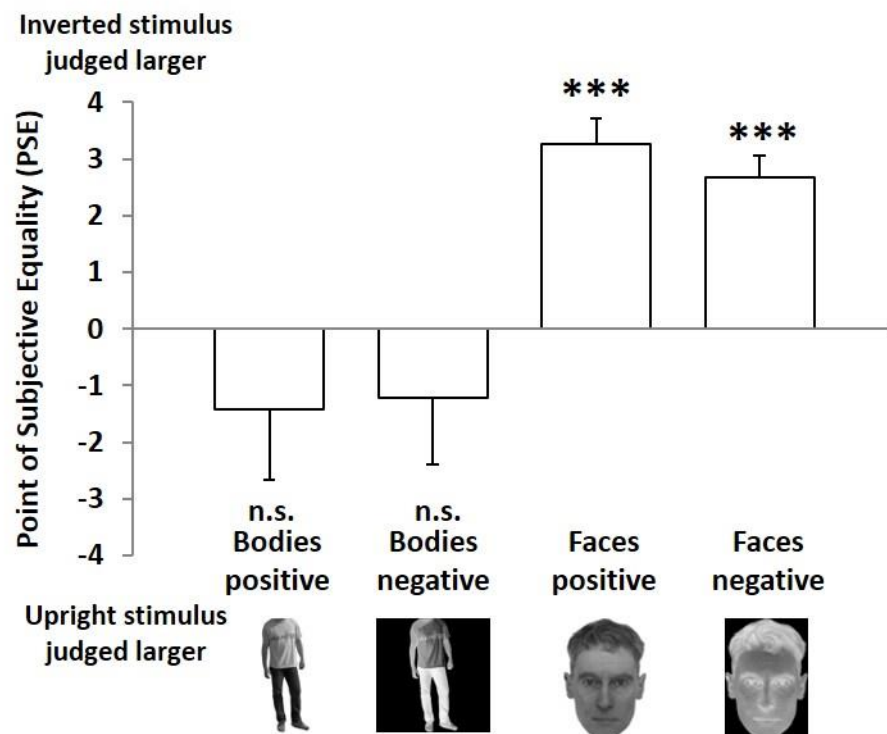 Inverted stimulus
judged larger
Point of Subjective Equality (PSE)
4
3
2
1
0
-1
-2
-3
-4
***
***
n.s.
n.s.
Bodies
positive
Bodies
negative
Faces
positive
Faces
negative
Upright stimulus
judged larger